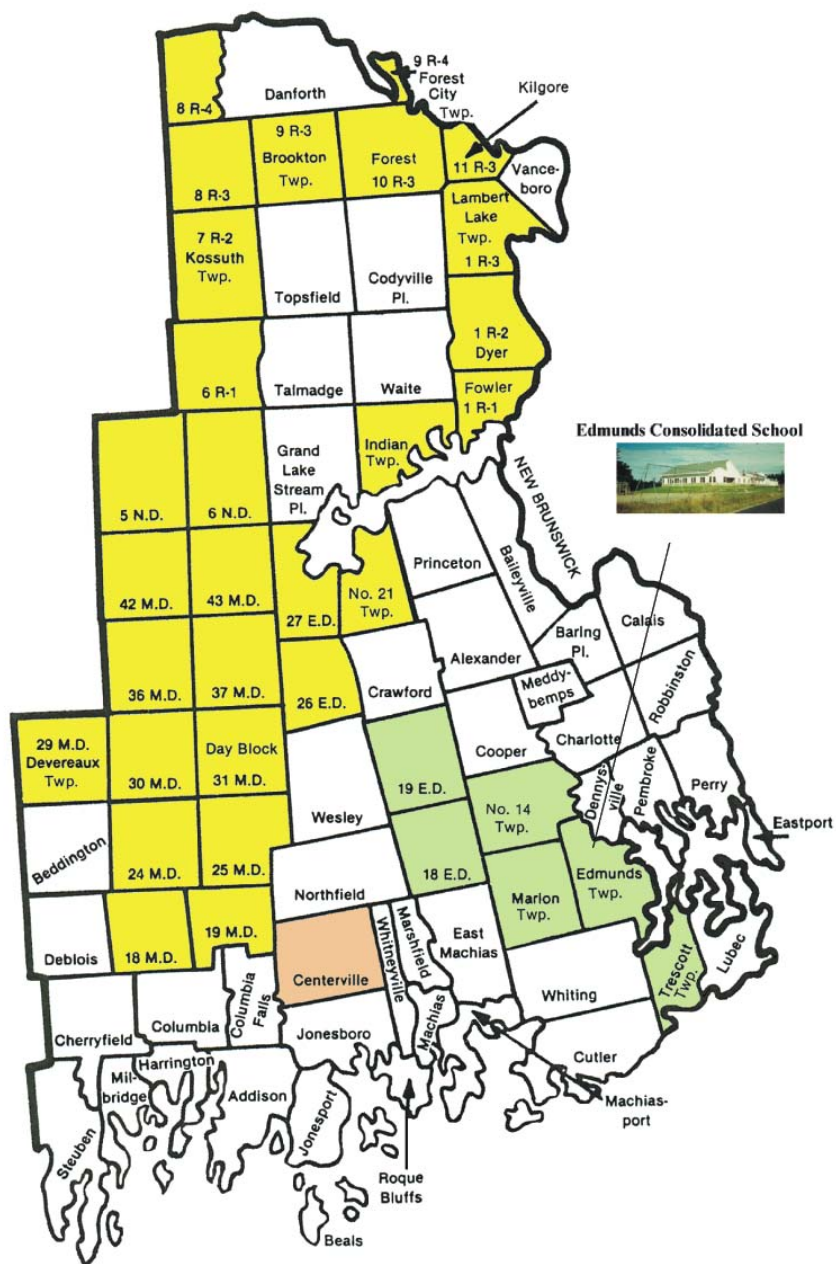 9 R-4
Forest
City
Twp.
Kilgore
8 R-4
Danforth
9 R-3
Brookton
Twp.
Forest
10 R-3
11 R-3
Vance-
boro
8 R-3
Lambert
Lake
Twp.
1 R-3
7 R-2
Kossuth
Twp.
Topsfield
Codyville
Pl.
1 R-2
Dyer
6 R-1
Talmadge
Waite
Fowler
1 R-1
Edmunds Consolidated School
Indian
Twp.
Grand
Lake
Stream
Pl.
NEW BRUNSWICK
5 N.D.
6 N.D.
Princeton
Baileyville
42 M.D.
43 M.D.
27 E.D.
No. 21
Twp.
Calais
Baring
Pl.
Alexander
Robbinston
36 M.D.
37 M.D.
26 E.D.
Crawford
Meddy-
bemps
Charlotte
29 M.D.
Devereaux
Twp.
30 M.D.
Day Block
31 M.D.
Cooper
Dennys-
ville
Pembroke
Perry
Eastport
19 E.D.
Wesley
No. 14
Twp.
Beddington
24 M.D.
25 M.D.
18 E.D.
Edmunds
Twp.
Northfield
Marion
Twp.
Deblois
18 M.D.
19 M.D.
Whitneyville
Marshfield
East
Machias
Trescott
Twp.
Lubec
Centerville
Columbia
Falls
Whiting
Cherryfield
Columbia
Jonesboro
Machias
Cutler
Harrington
Mil-
bridge
Addison
Jonesport
Machias-
port
Steuben
Roque
Bluffs
Beals